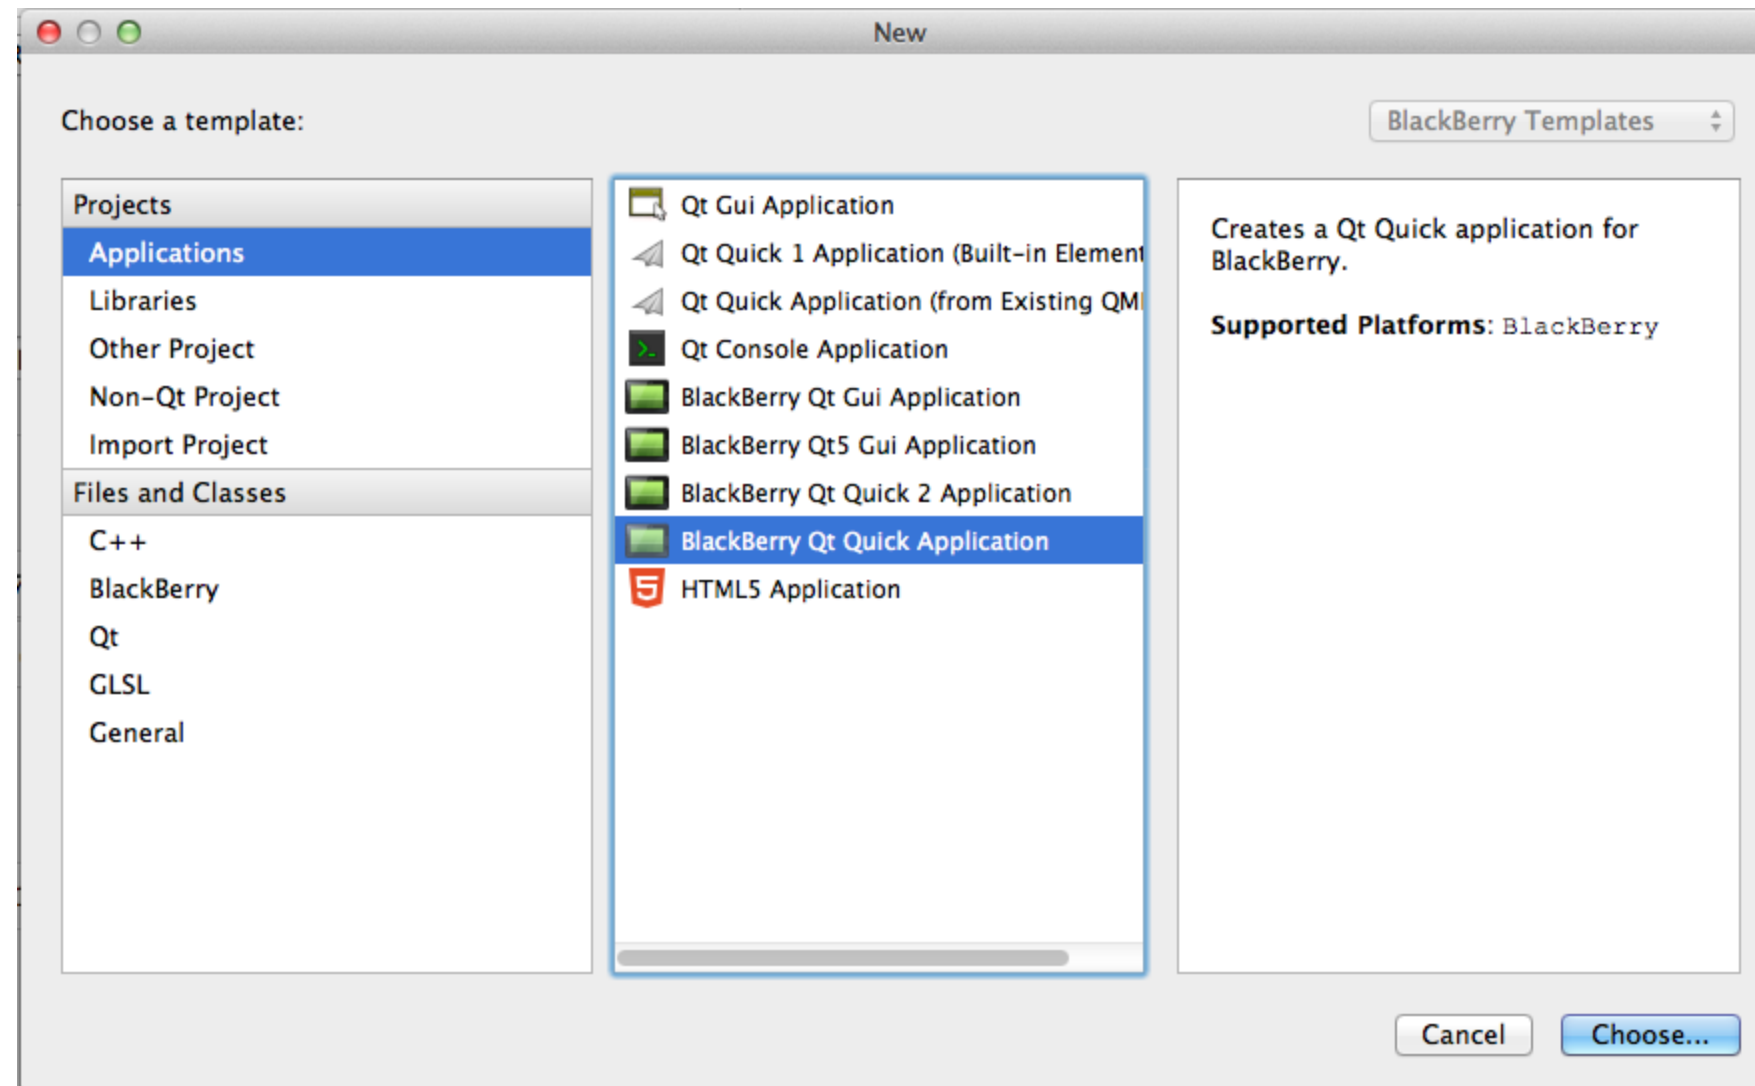 New
Choose a template:
BlackBerry Templates
Projects
Applications
Libraries
Other Project
Non-Qt Project
Import Project
Files and Classes
C++
BlackBerry
Qt
GLSL
General
Qt Gui Application
Qt Quick 1 Application (Built-in Element
Qt Quick Application (from Existing QM
Qt Console Application
BlackBerry Qt Gui Application
BlackBerry Qt5 Gui Application
BlackBerry Qt Quick 2 Application
BlackBerry Qt Quick Application
HTML5 Application
Creates a Qt Quick application for
BlackBerry.
Supported Platforms: BlackBerry
Cancel
Choose...